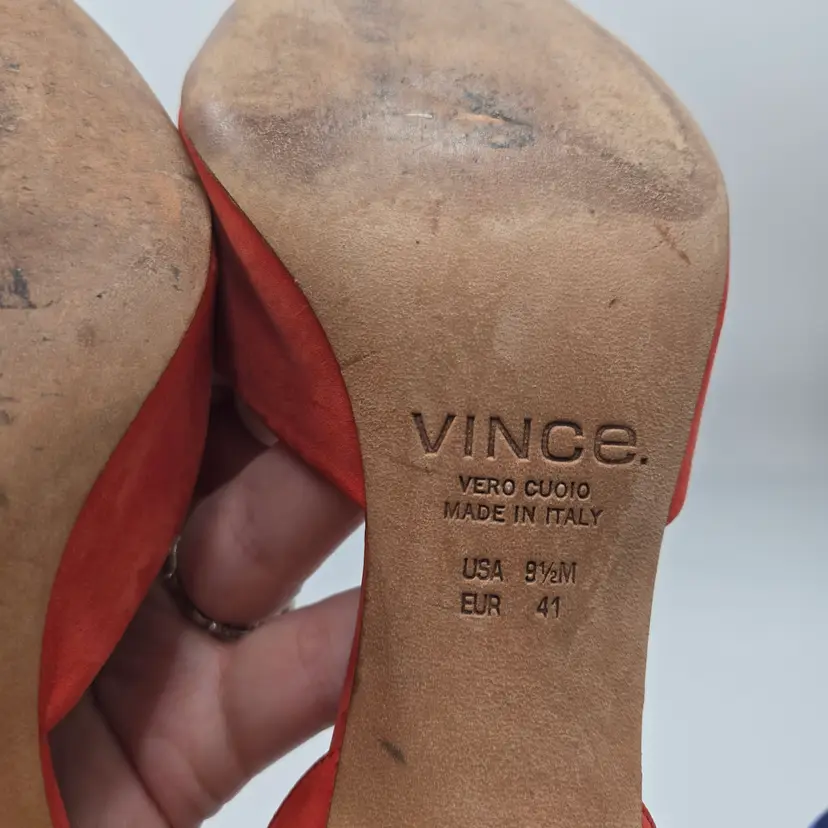 VINCe.
VERO CUOIO
MADE IN ITALY
USA 9½M
EUR 41